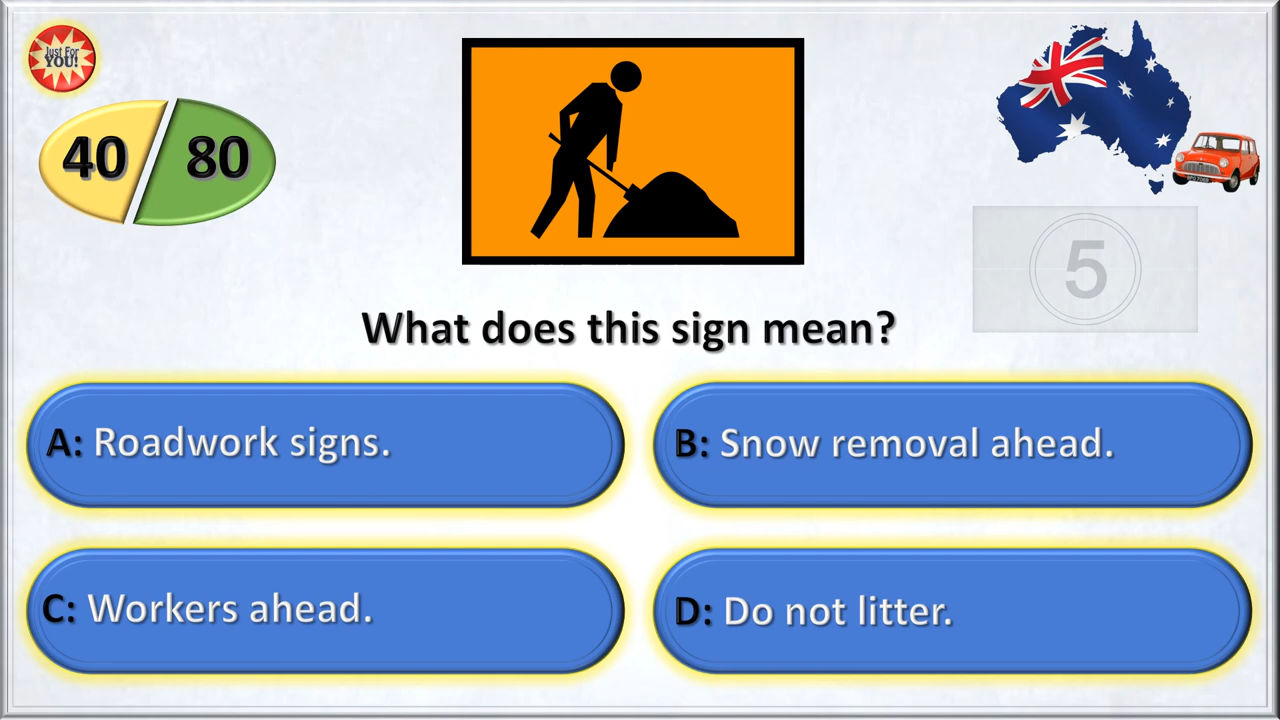 Just For
YOU!
40 / 80
5
What does this sign mean?
A: Roadwork signs.
B: Snow removal ahead.
C: Workers ahead.
D: Do not litter.